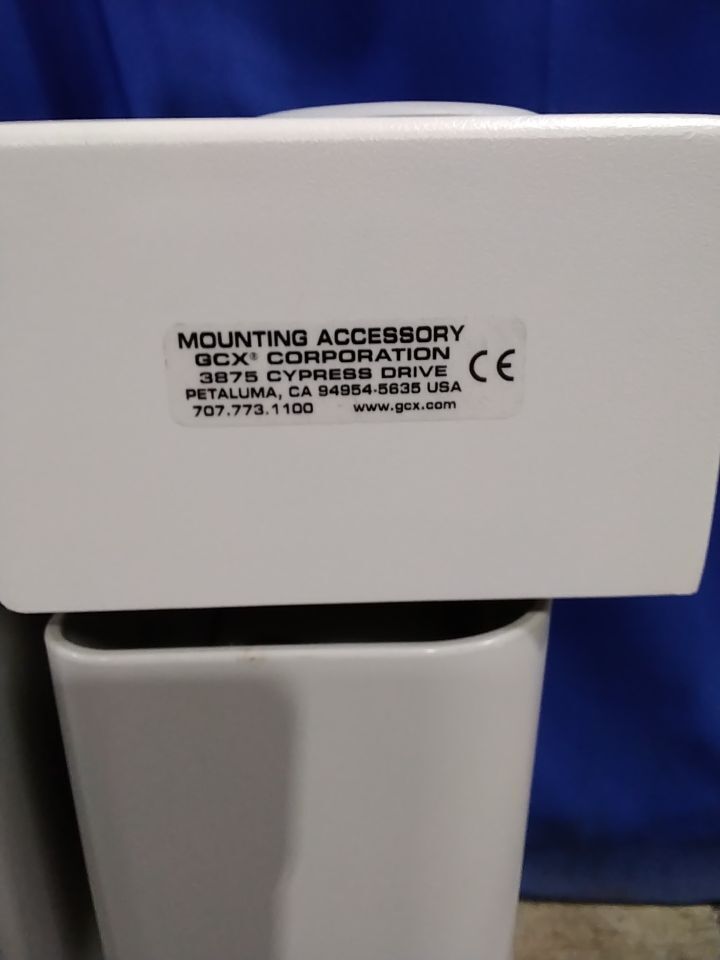 MOUNTING ACCESSORY
GCX® CORPORATION
3875 CYPRESS DRIVE
PETALUMA, CA 94954-5635 USA
707.773.1100 www.gcx.com
CE